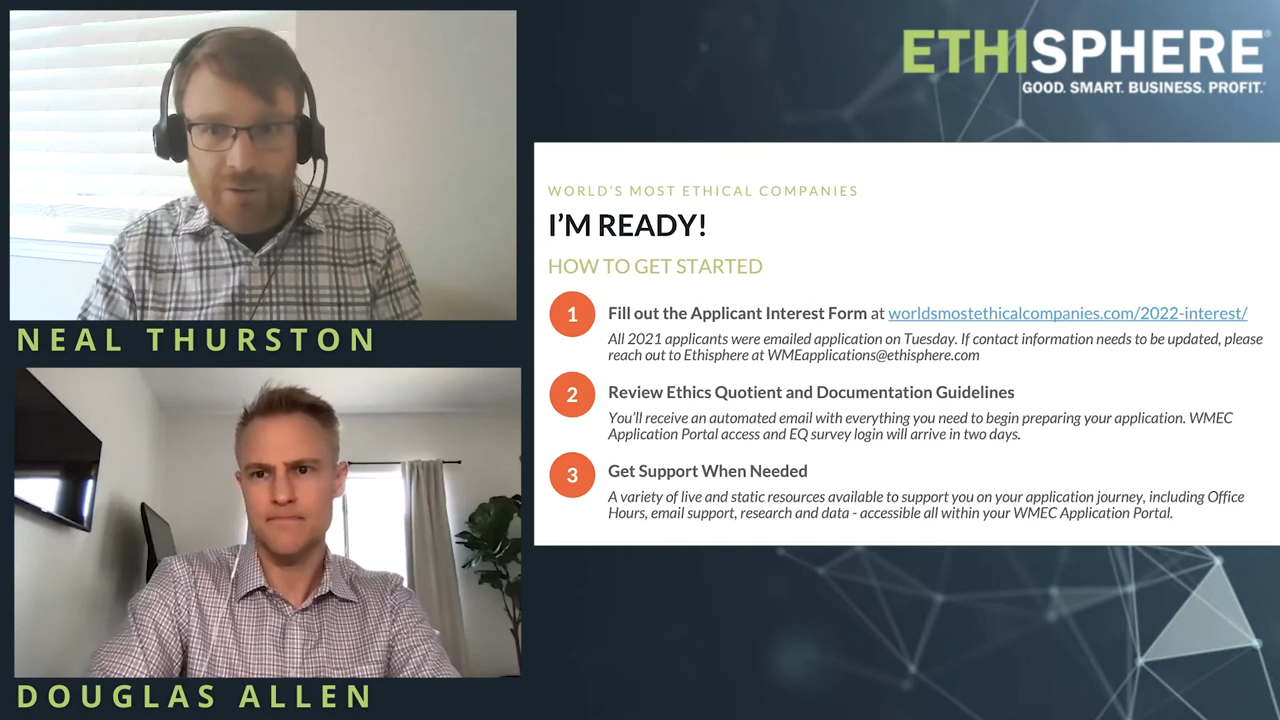 NEAL THURSTON
DOUGLAS ALLEN
ETHISPHERE®
GOOD. SMART. BUSINESS. PROFIT.®
WORLD'S MOST ETHICAL COMPANIES
I'M READY!
HOW TO GET STARTED
1
Fill out the Applicant Interest Form at worldsmostethicalcompanies.com/2022-interest/
All 2021 applicants were emailed application on Tuesday. If contact information needs to be updated, please
reach out to Ethisphere at WMEapplications@ethisphere.com
2
Review Ethics Quotient and Documentation Guidelines
You'll receive an automated email with everything you need to begin preparing your application. WMEC
Application Portal access and EQ survey login will arrive in two days.
3
Get Support When Needed
A variety of live and static resources available to support you on your application journey, including Office
Hours, email support, research and data - accessible all within your WMEC Application Portal.